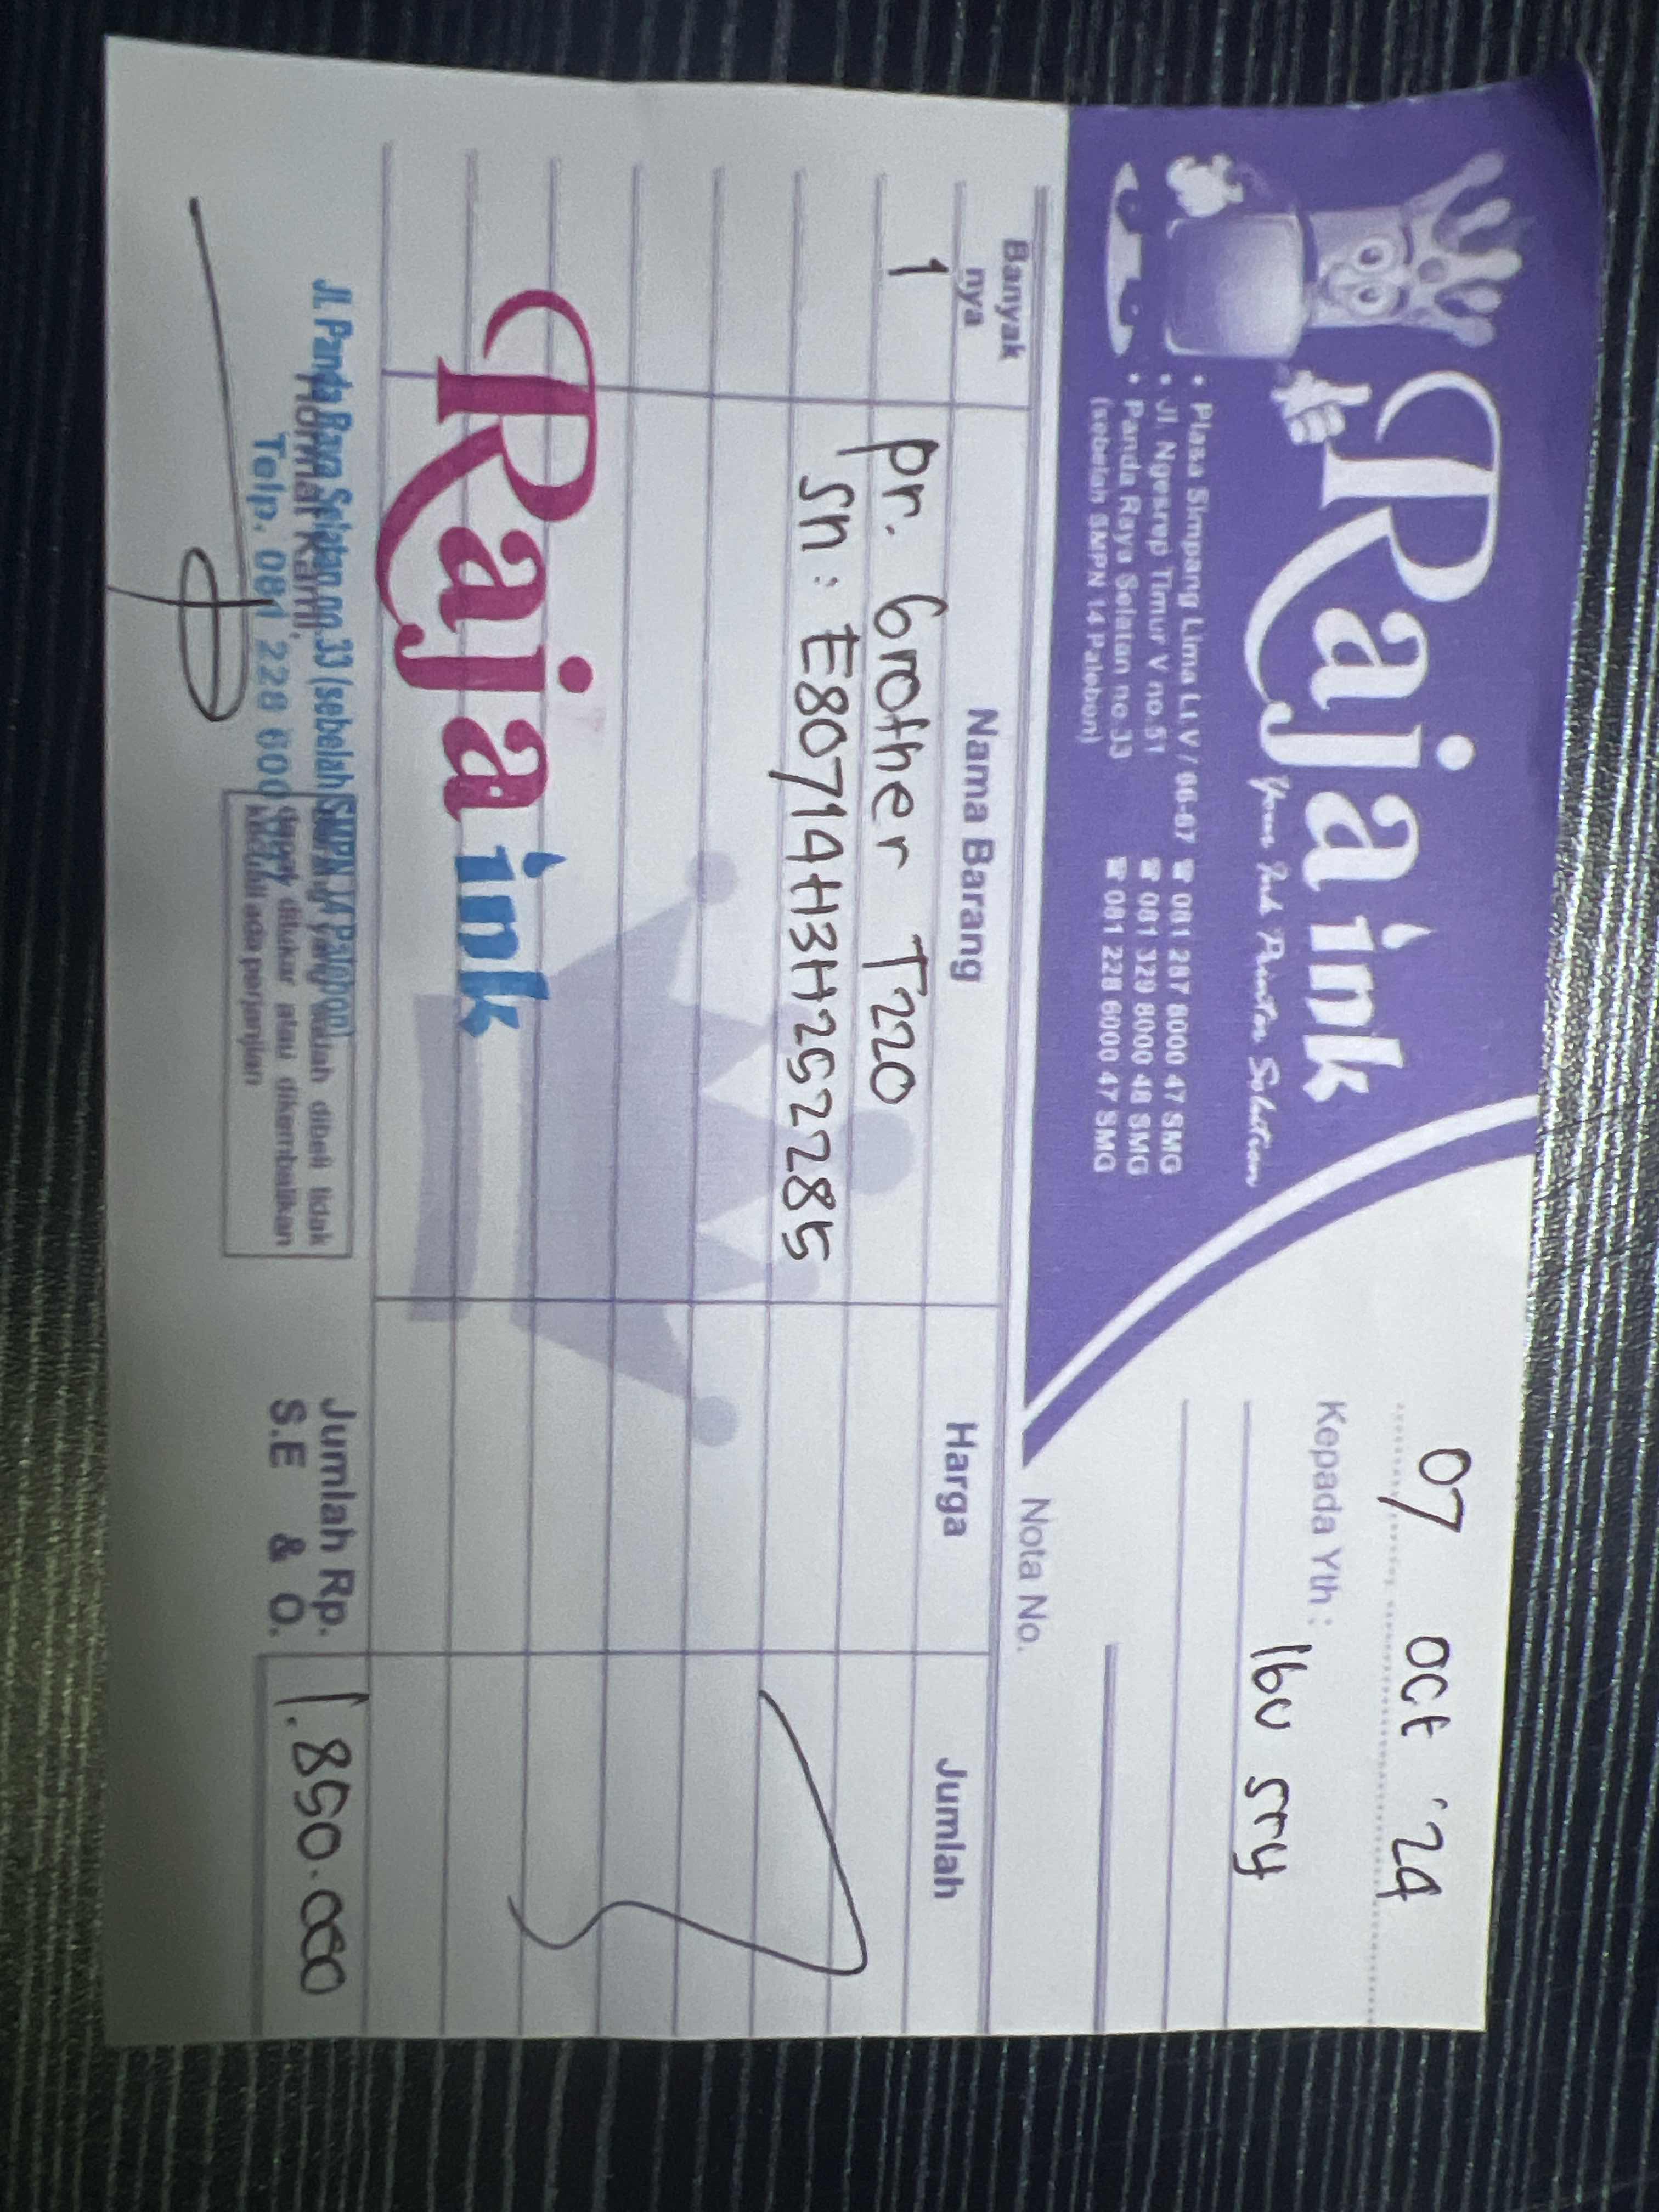 Raja ink
Your Ink Printer Solution
• Plasa Simpang Lima Lt.V / 66-67 ☎ 081 287 8000 47 SMG
• Jl. Ngesrep Timur V no.51 ☎ 081 329 8000 48 SMG
• Panda Raya Selatan no.33 ☎ 081 228 6000 47 SMG
(sebelah SMPN 14 Palebon)
07 oct '24
Kepada Yth :
Ibu sry
Nota No.
Banyak nya Nama Barang Harga Jumlah
1 pr. Brother T220
Sn : E80714H3H252285
Raja ink
Jl. Panda Raya Selatan no.33 (sebelah SMPN 14 Palebon)
Telp. 081 228 6000
Hormat Kami,
yang sudah dibeli tidak
dapat ditukar atau dikembalikan
kecuali ada perjanjian
Jumlah Rp. 1.850.000
S.E & O.